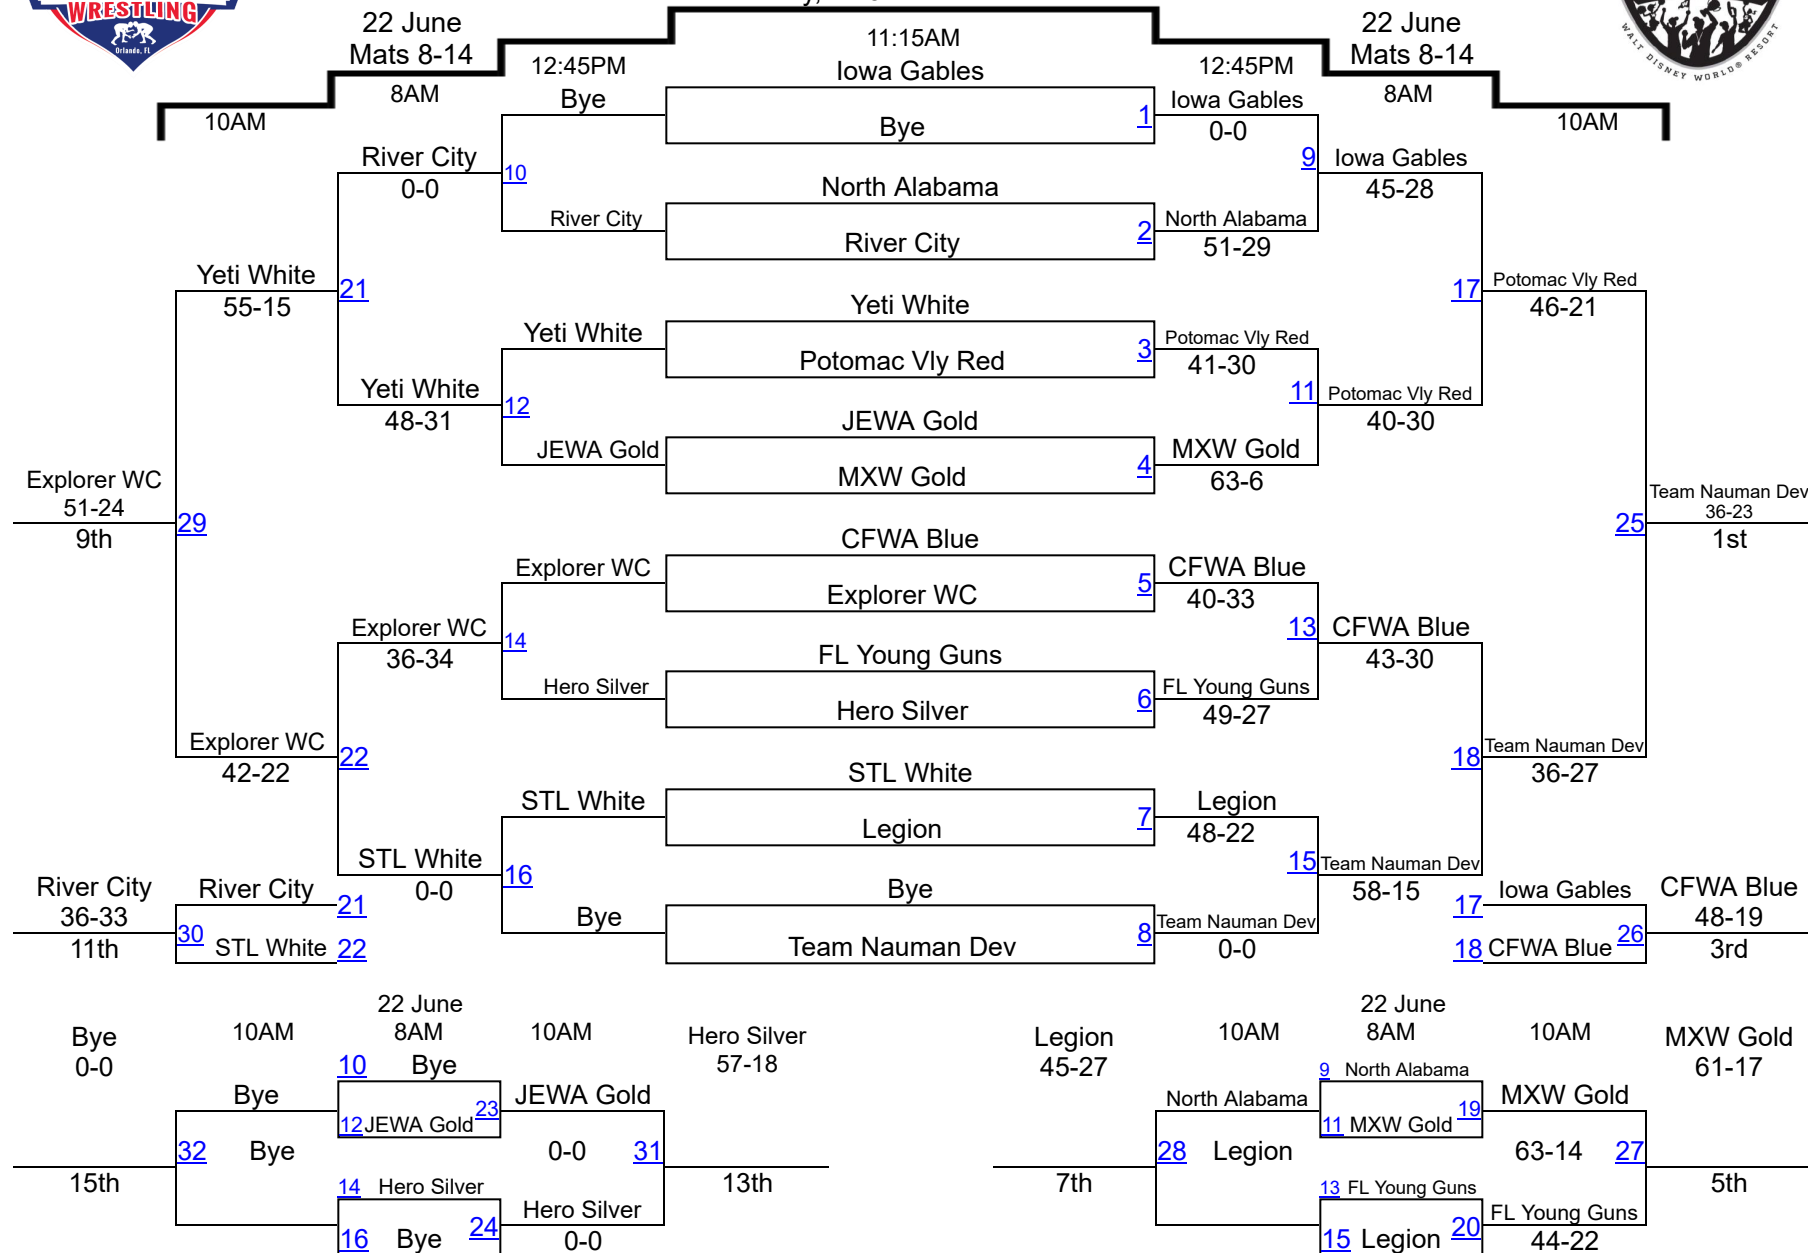 WRESTLING
Orlando, FL
WALT DISNEY WORLD® RESORT
22 June
Mats 8-14
22 June
Mats 8-14
11:15AM
12:45PM
12:45PM
8AM
8AM
10AM
10AM
Iowa Gables
Bye
1
Iowa Gables
0-0
Bye
9
Iowa Gables
45-28
River City
0-0
10
North Alabama
River City
2
North Alabama
51-29
River City
Yeti White
55-15
21
Yeti White
Potomac Vly Red
3
Potomac Vly Red
41-30
17
Potomac Vly Red
46-21
Yeti White
Yeti White
48-31
12
11
Potomac Vly Red
40-30
JEWA Gold
JEWA Gold
MXW Gold
4
MXW Gold
63-6
Explorer WC
51-24
9th
29
25
Team Nauman Dev
36-23
1st
CFWA Blue
Explorer WC
5
CFWA Blue
40-33
Explorer WC
Explorer WC
36-34
14
13
CFWA Blue
43-30
FL Young Guns
Hero Silver
6
FL Young Guns
49-27
Hero Silver
Explorer WC
42-22
22
18
Team Nauman Dev
36-27
STL White
STL White
Legion
7
Legion
48-22
STL White
0-0
16
15
Team Nauman Dev
58-15
Bye
Bye
Team Nauman Dev
8
Team Nauman Dev
0-0
River City
36-33
11th
30
River City
21
STL White
22
17
Iowa Gables
18
CFWA Blue
26
CFWA Blue
48-19
3rd
22 June
8AM
10AM
10AM
Bye
0-0
15th
Bye
32
Bye
10
Bye
12
JEWA Gold
23
JEWA Gold
0-0
31
Hero Silver
57-18
13th
14
Hero Silver
16
Bye
24
Hero Silver
0-0
22 June
8AM
10AM
10AM
Legion
45-27
7th
North Alabama
28
Legion
9
North Alabama
11
MXW Gold
19
MXW Gold
63-14
27
MXW Gold
61-17
5th
13
FL Young Guns
15
Legion
20
FL Young Guns
44-22